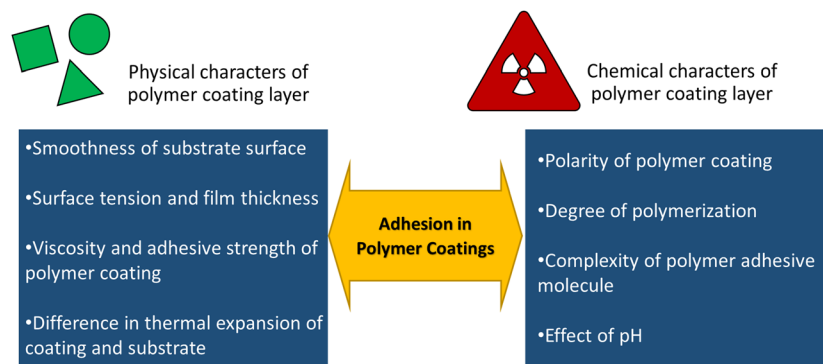 Physical characters of
polymer coating layer
Chemical characters of
polymer coating layer
•Smoothness of substrate surface
•Surface tension and film thickness
•Viscosity and adhesive strength of
polymer coating
•Difference in thermal expansion of
coating and substrate
Adhesion in
Polymer Coatings
•Polarity of polymer coating
•Degree of polymerization
•Complexity of polymer adhesive
molecule
•Effect of pH